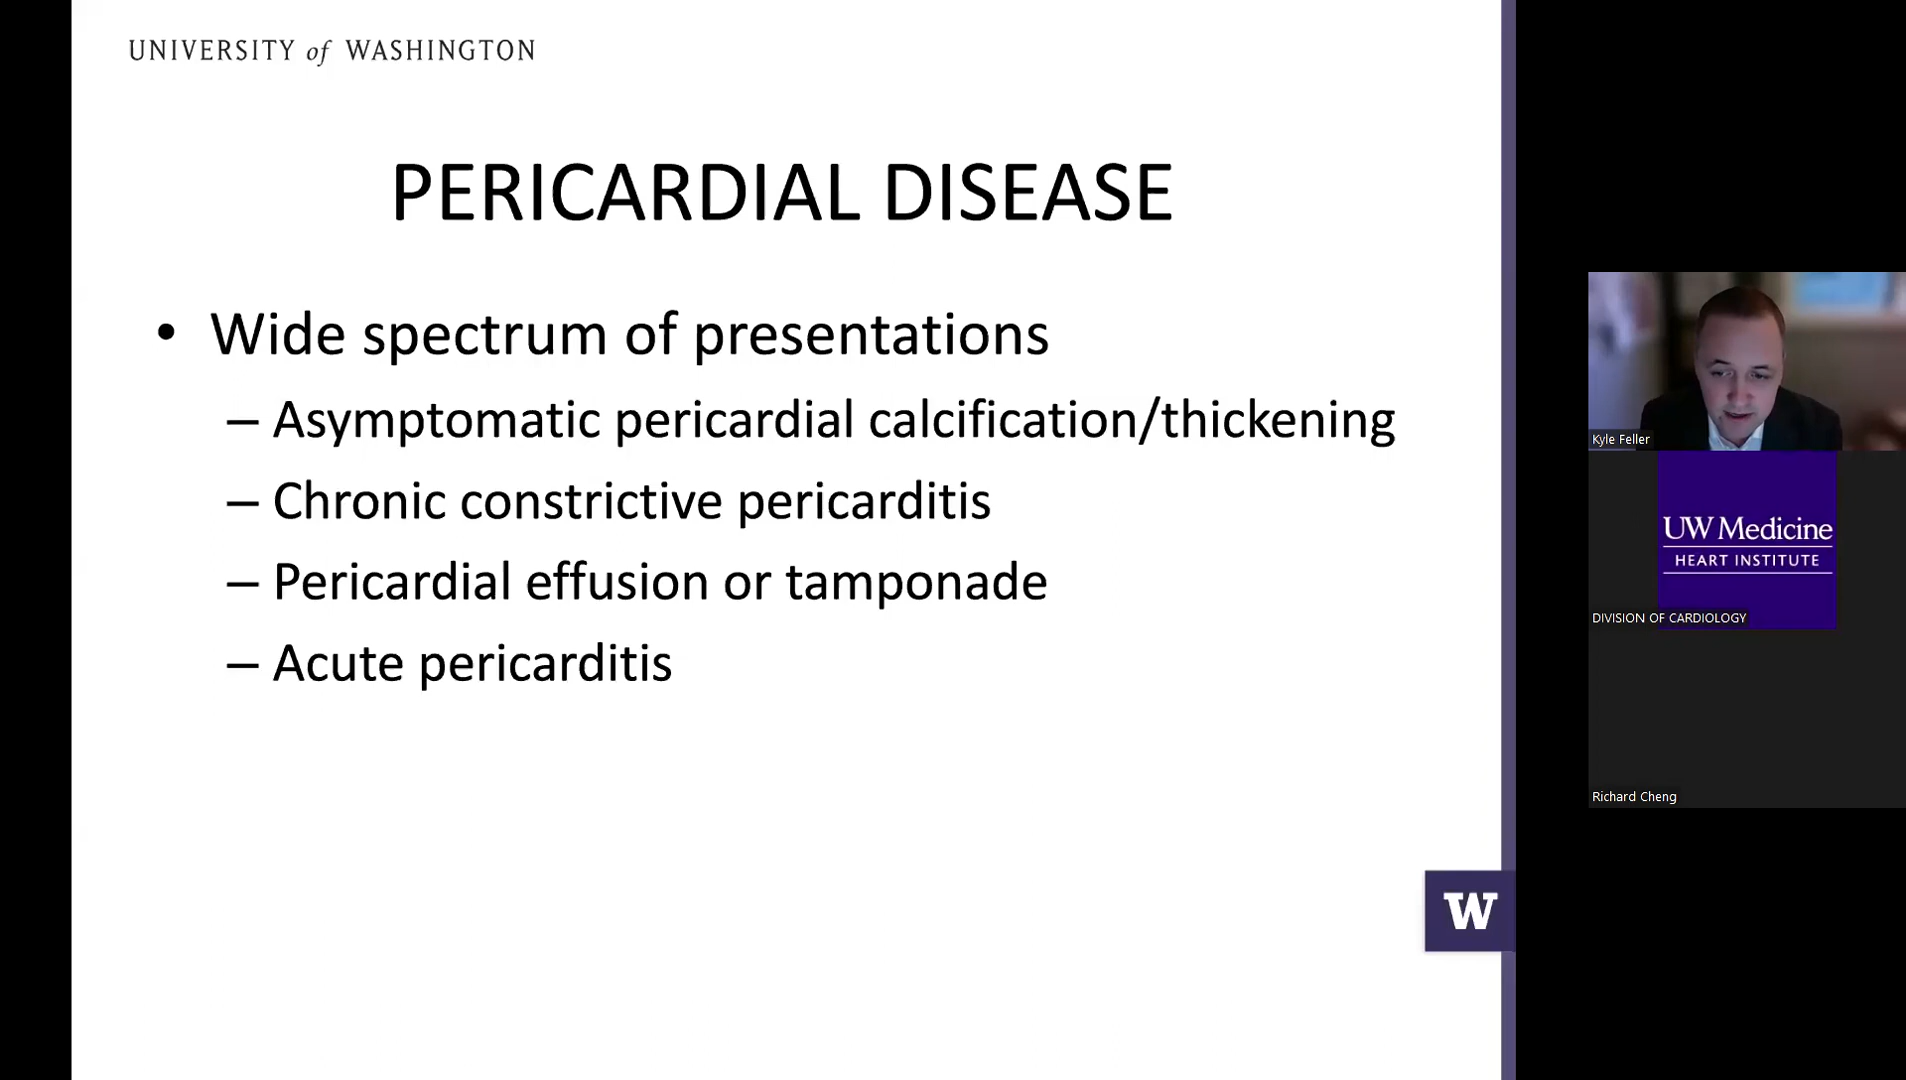 UNIVERSITY of WASHINGTON
PERICARDIAL DISEASE
• Wide spectrum of presentations
– Asymptomatic pericardial calcification/thickening
– Chronic constrictive pericarditis
– Pericardial effusion or tamponade
– Acute pericarditis
W
Kyle Feller
UW Medicine
HEART INSTITUTE
DIVISION OF CARDIOLOGY
Richard Cheng